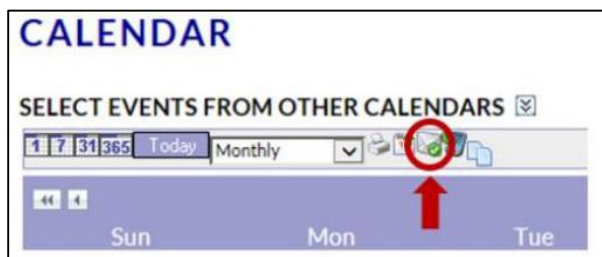 CALENDAR
SELECT EVENTS FROM OTHER CALENDARS
1 7 31 365 Today Monthly
Sun Mon Tue